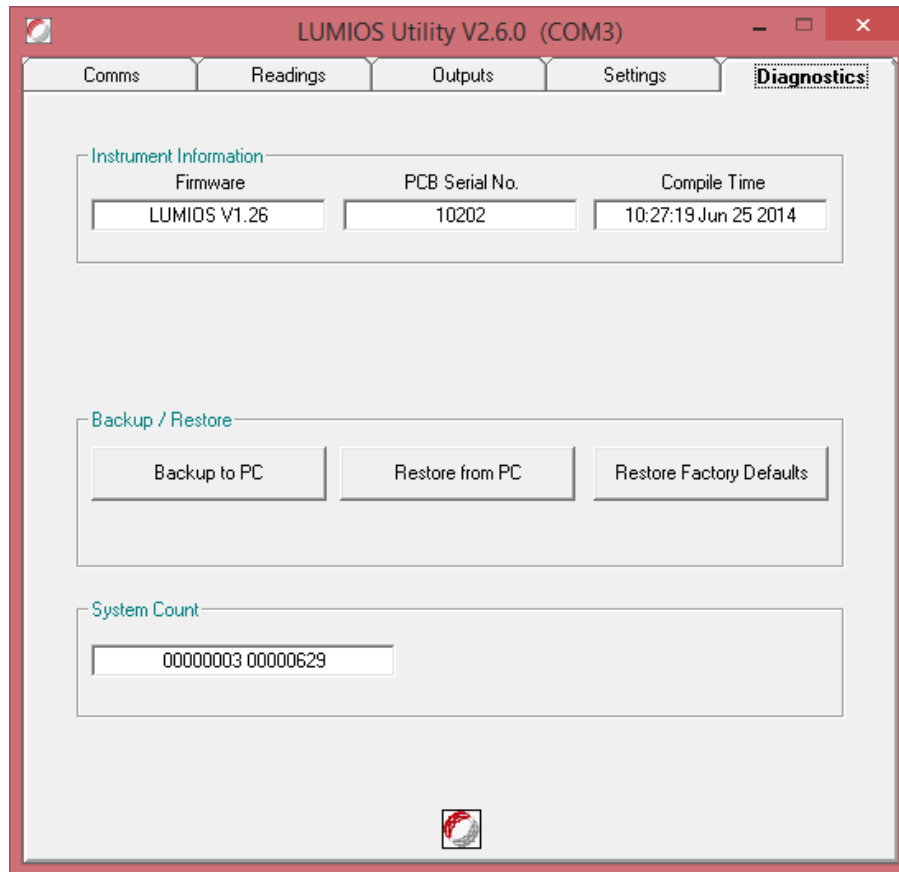 LUMIOS Utility V2.6.0 (COM3)
Comms Readings Outputs Settings Diagnostics
Instrument Information
Firmware PCB Serial No. Compile Time
LUMIOS V1.26 10202 10:27:19 Jun 25 2014
Backup / Restore
Backup to PC Restore from PC Restore Factory Defaults
System Count
00000003 00000629